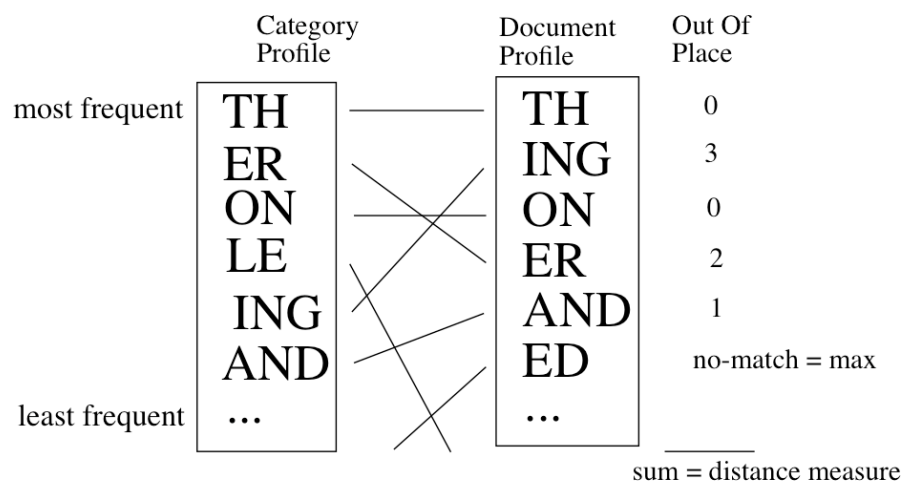 Category Profile
Document Profile
Out Of Place
most frequent
TH
ER
ON
LE
ING
AND
...
least frequent
TH
ING
ON
ER
AND
ED
...
0
3
0
2
1
no-match = max
sum = distance measure